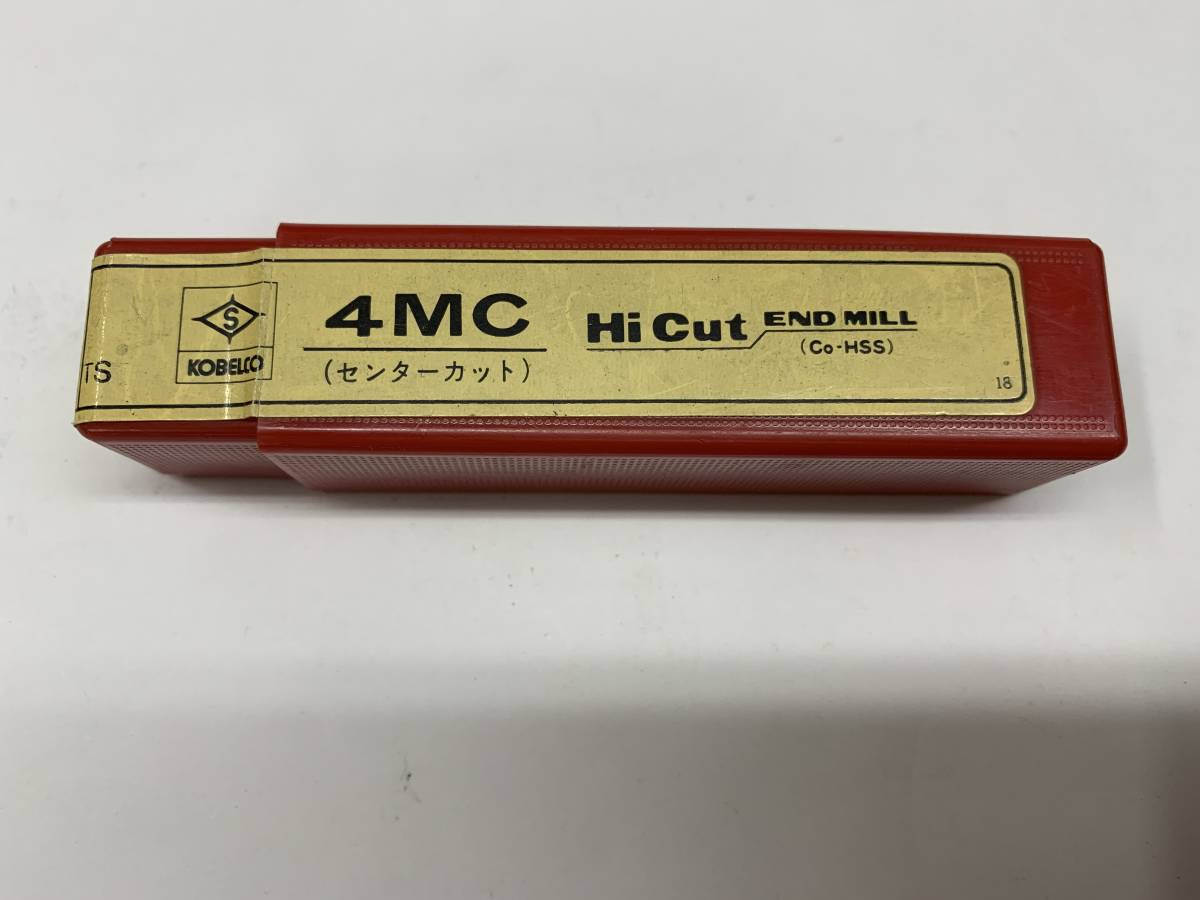 TS
S
KOBELCO
4MC
(センターカット)
Hi Cut END MILL
(Co-HSS)
18